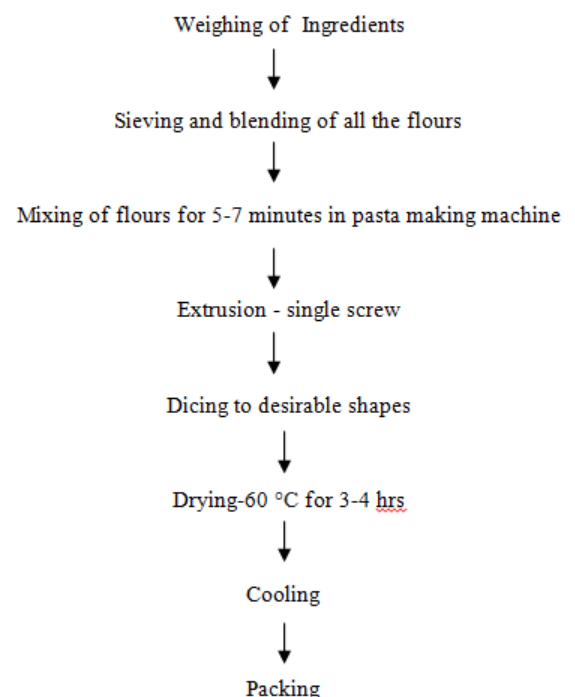 Weighing of Ingredients
Sieving and blending of all the flours
Mixing of flours for 5-7 minutes in pasta making machine
Extrusion - single screw
Dicing to desirable shapes
Drying-60 °C for 3-4 hrs
Cooling
Packing